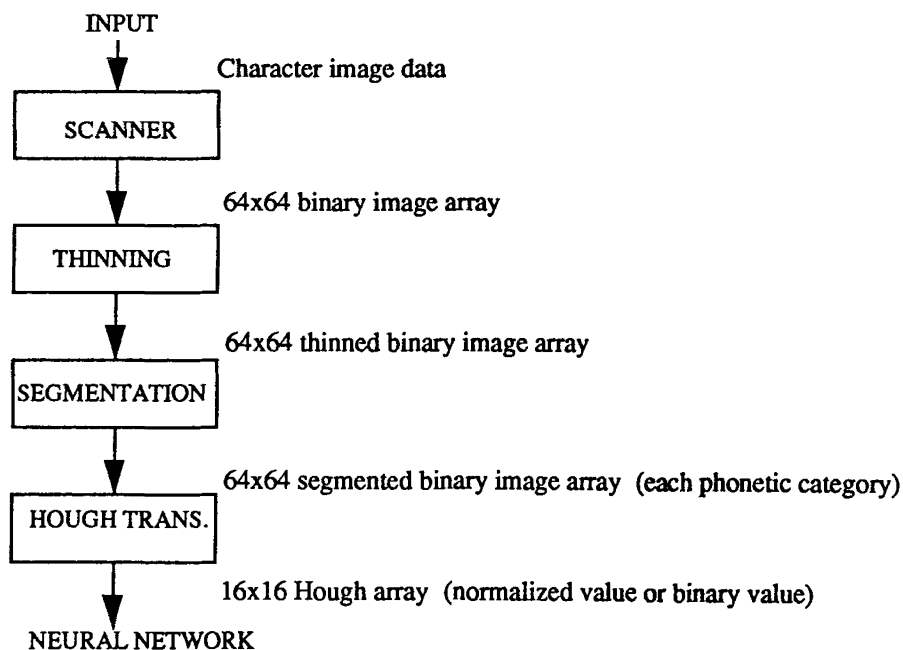 INPUT
Character image data
SCANNER
64x64 binary image array
THINNING
64x64 thinned binary image array
SEGMENTATION
64x64 segmented binary image array (each phonetic category)
HOUGH TRANS.
16x16 Hough array (normalized value or binary value)
NEURAL NETWORK